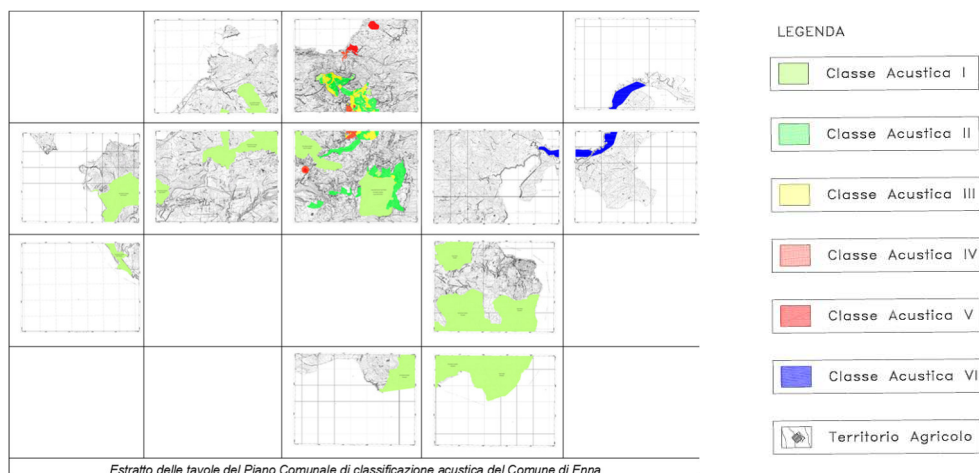 LEGENDA
Classe Acustica I
Classe Acustica II
Classe Acustica III
Classe Acustica IV
Classe Acustica V
Classe Acustica VI
Territorio Agricolo
Estratto delle tavole del Piano Comunale di classificazione acustica del Comune di Enna